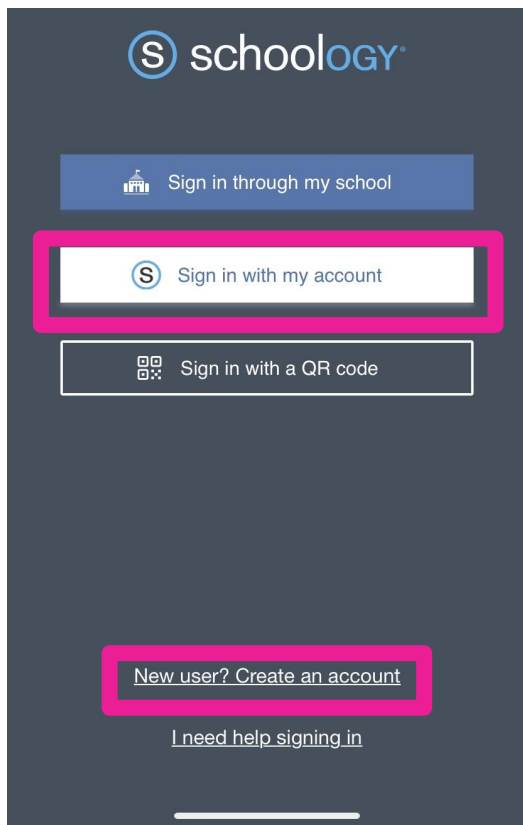 S schoology®
Sign in through my school
S Sign in with my account
Sign in with a QR code
New user? Create an account
I need help signing in